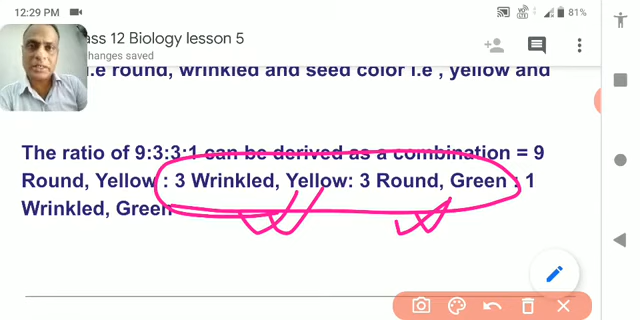 12:29 PM
81%
ass 12 Biology lesson 5
hanges saved
i.e round, wrinkled and seed color i.e , yellow and
The ratio of 9:3:3:1 can be derived as a combination = 9
Round, Yellow : 3 Wrinkled, Yellow: 3 Round, Green : 1
Wrinkled, Green